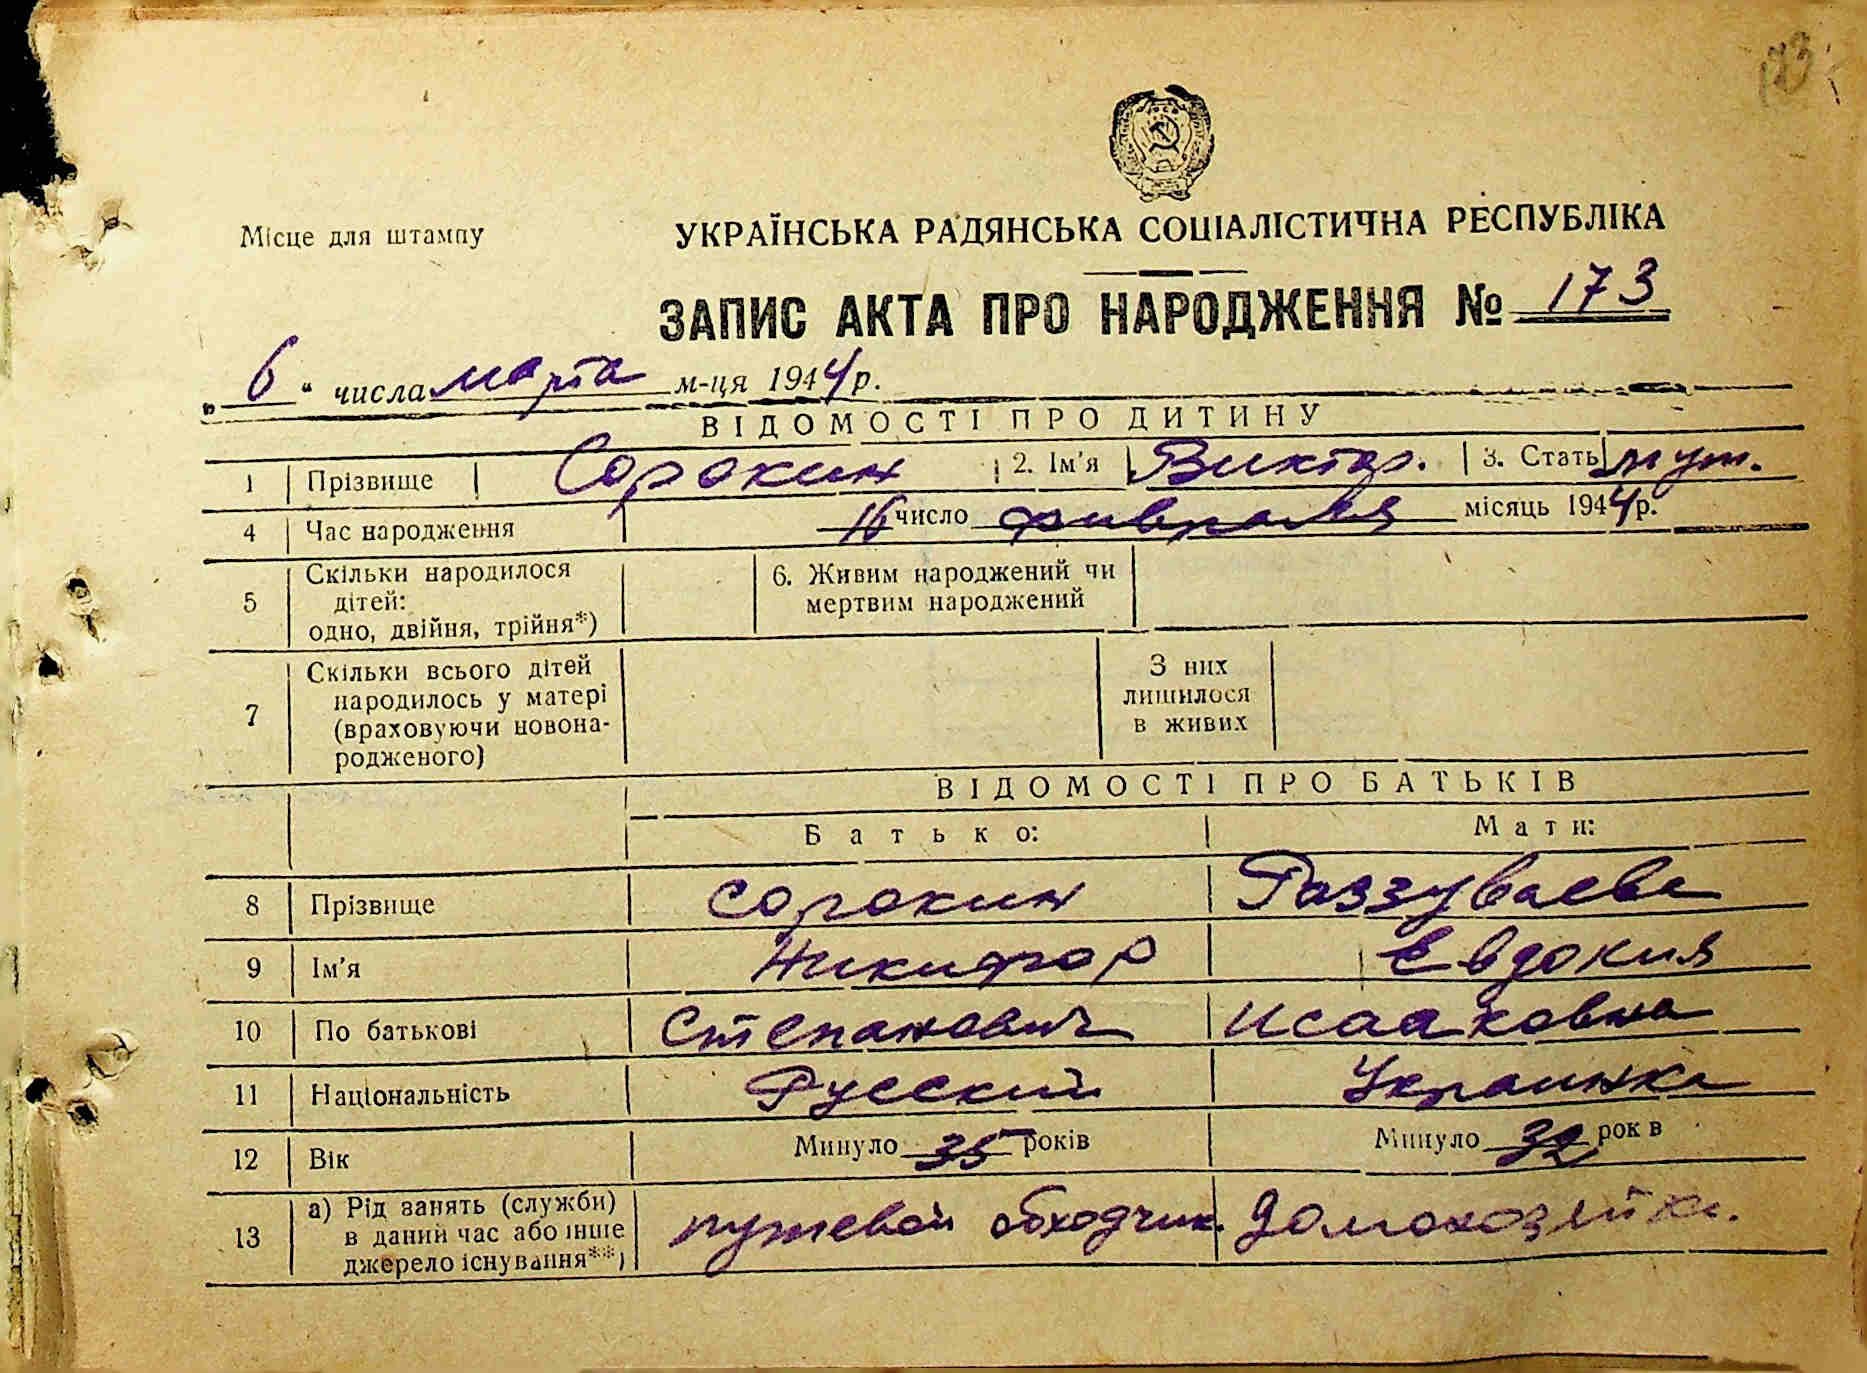 173
Місце для штампу
УКРАЇНСЬКА РАДЯНСЬКА СОЦІАЛІСТИЧНА РЕСПУБЛІКА
ЗАПИС АКТА ПРО НАРОДЖЕННЯ № 173
„6“ числа марта м-ця 1944 р.
ВІДОМОСТІ ПРО ДИТИНУ
1 Прізвище Сорокин 2. Ім'я Виктор. 3. Стать муж.
4 Час народження 16 число февраля місяць 1944 р.
5 Скільки народилося
дітей:
одно, двійня, трійня*)
6. Живим народжений чи
мертвим народжений
7 Скільки всього дітей
народилось у матері
(враховуючи новона-
родженого)
З них
лишилося
в живих
ВІДОМОСТІ ПРО БАТЬКІВ
Батько: Мати:
8 Прізвище Сорокин Раззуваева
9 Ім'я Никифор Евдокия
10 По батькові Степанович Исааковна
11 Національність Русский Украинка
12 Вік Минуло 35 років Минуло 32 рок в
13 а) Рід занять (служби)
в даний час або інше
джерело існування**)
путевой обходчик. домохозяйка.